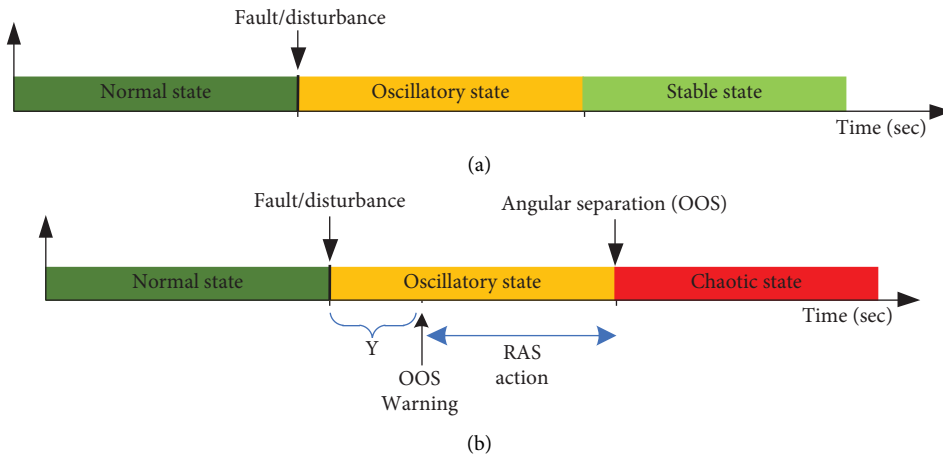 Fault/disturbance
Normal state
Oscillatory state
Stable state
Time (sec)
(a)
Fault/disturbance
Angular separation (OOS)
Normal state
Oscillatory state
Chaotic state
Time (sec)
Y
RAS
action
OOS
Warning
(b)